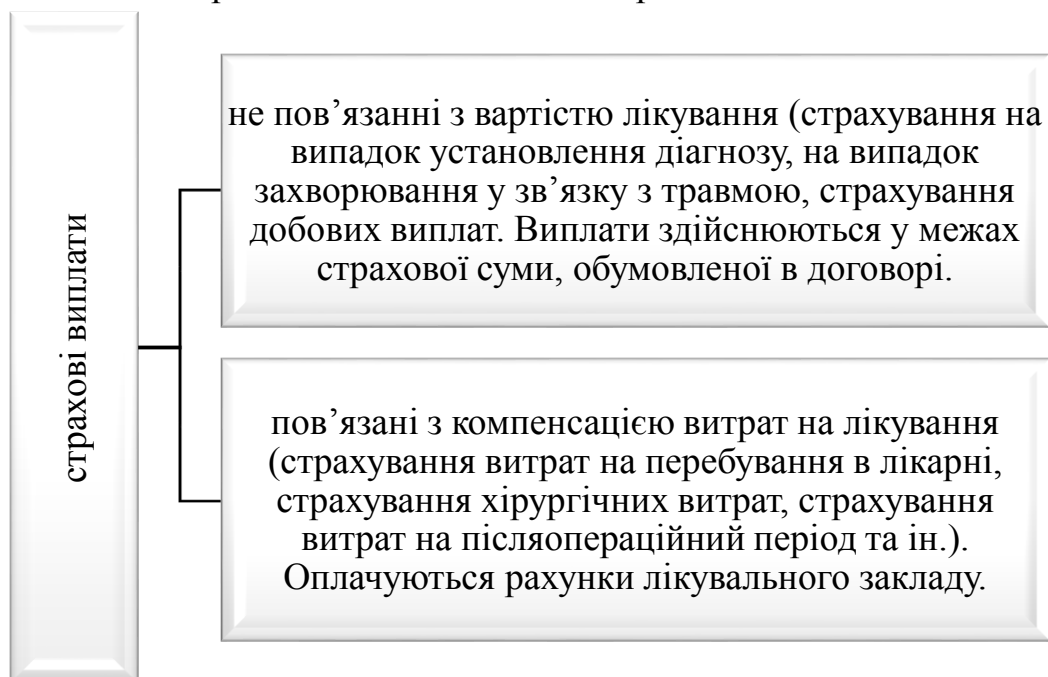 страхові виплати
не пов’язанні з вартістю лікування (страхування на
випадок установлення діагнозу, на випадок
захворювання у зв’язку з травмою, страхування
добових виплат. Виплати здійснюються у межах
страхової суми, обумовленої в договорі.
пов’язані з компенсацією витрат на лікування
(страхування витрат на перебування в лікарні,
страхування хірургічних витрат, страхування
витрат на післяопераційний період та ін.).
Оплачуються рахунки лікувального закладу.